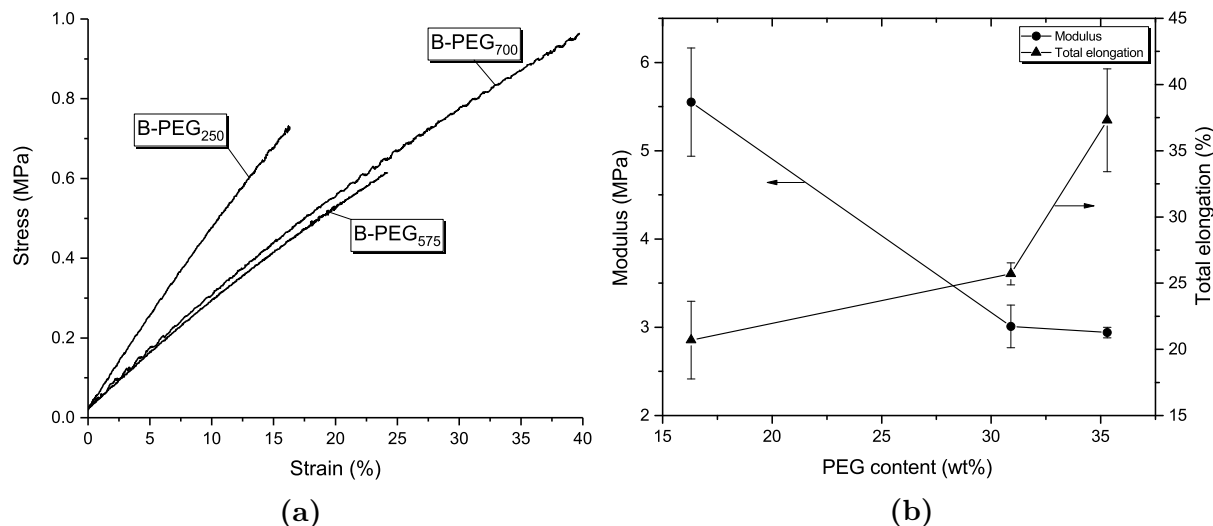 1.0
0.8
0.6
0.4
0.2
0.0
Stress (MPa)
B-PEG250
B-PEG700
B-PEG575
0 5 10 15 20 25 30 35 40
Strain (%)
(a)
6
5
4
3
2
Modulus (MPa)
Modulus
Total elongation
45
40
35
30
25
20
15
Total elongation (%)
15 20 25 30 35
PEG content (wt%)
(b)